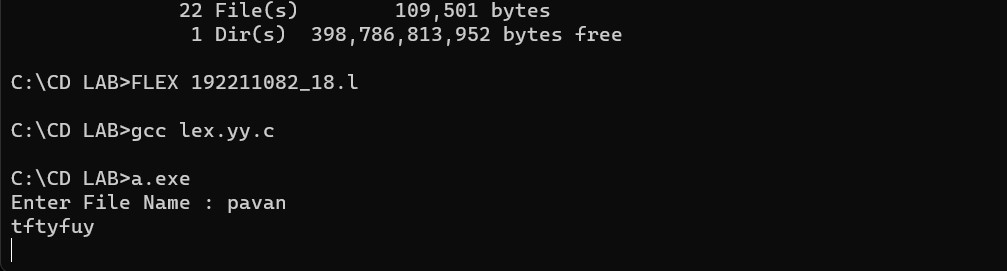 22 File(s) 109,501 bytes
1 Dir(s) 398,786,813,952 bytes free
C:\CD LAB>FLEX 192211082_18.l
C:\CD LAB>gcc lex.yy.c
C:\CD LAB>a.exe
Enter File Name : pavan
tftyfuy